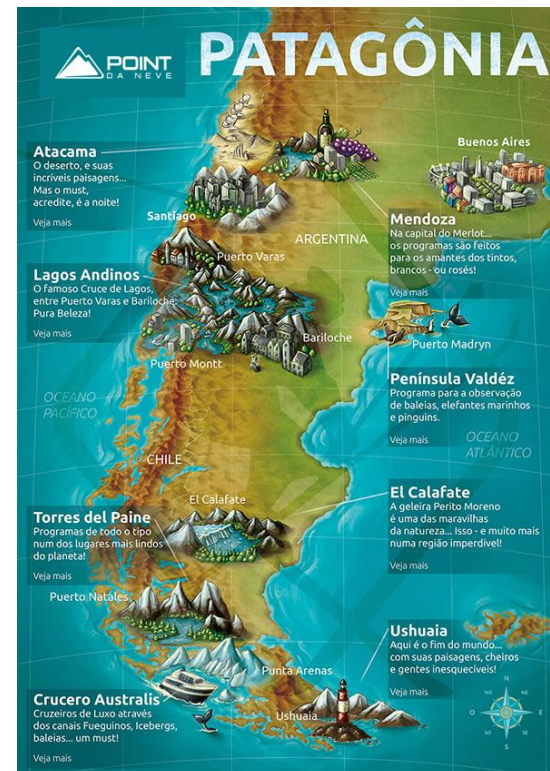 POINT
DA NEVE
PATAGÔNIA
Atacama
O deserto, e suas
incríveis paisagens...
Mas o must,
acredite, é a noite!
Veja mais
Buenos Aires
Santiago
Mendoza
Na capital do Merlot...
os programas são feitos
para os amantes dos tintos,
brancos - ou rosés!
Veja mais
ARGENTINA
Puerto Varas
Lagos Andinos
O famoso Cruce de Lagos,
entre Puerto Varas e Bariloche:
Pura Beleza!
Veja mais
Bariloche
Puerto Madryn
Puerto Montt
Península Valdéz
Programa para a observação
de baleias, elefantes marinhos
e pinguins.
Veja mais
OCEANO
PACÍFICO
OCEANO
ATLÂNTICO
CHILE
El Calafate
El Calafate
A geleira Perito Moreno
é uma das maravilhas
da natureza... Isso - e muito mais
numa região imperdível!
Veja mais
Torres del Paine
Programas de todo o tipo
num dos lugares mais lindos
do planeta!
Veja mais
Puerto Natales
Ushuaia
Aqui é o fim do mundo...
com suas paisagens, cheiros
e gentes inesquecíveis!
Veja mais
Punta Arenas
Crucero Australis
Cruzeiros de Luxo através
dos canais Fueguinos, Icebergs,
baleias... um must!
Veja mais
Ushuaia
N
NO
NE
O
E
SO
SE
S